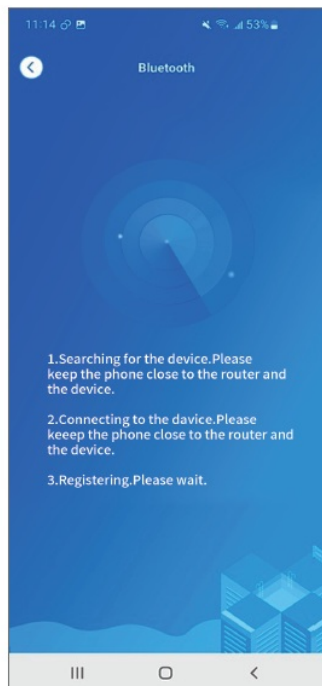 11:14
53%
Bluetooth
1.Searching for the device.Please
keep the phone close to the router and
the device.
2.Connecting to the davice.Please
keeep the phone close to the router and
the device.
3.Registering.Please wait.